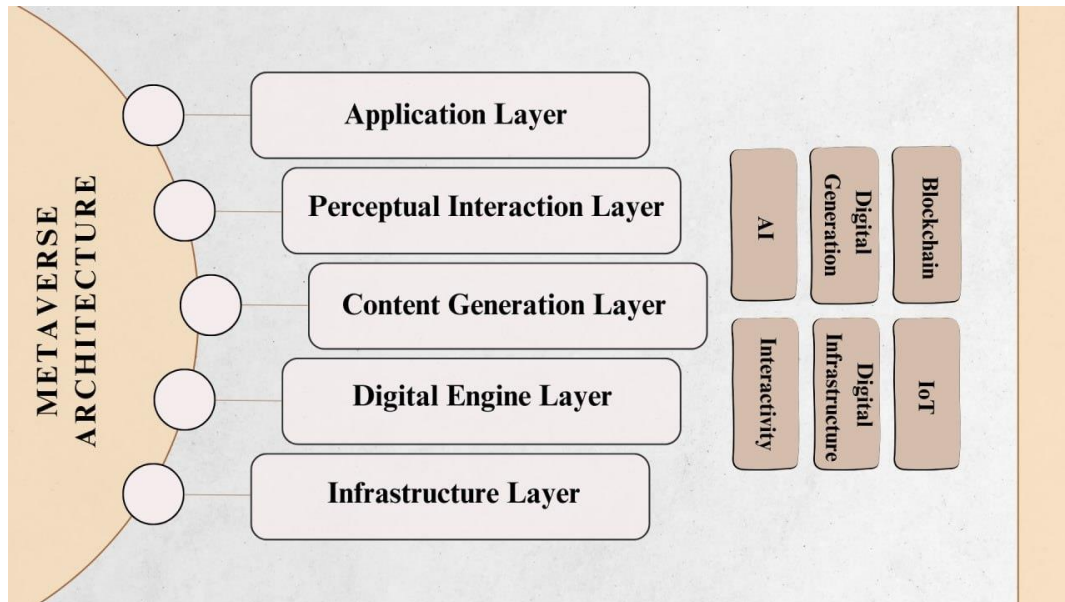 METAVERSE
ARCHITECTURE
Application Layer
Perceptual Interaction Layer
Content Generation Layer
Digital Engine Layer
Infrastructure Layer
AI
Digital
Generation
Blockchain
Interactivity
Digital
Infrastructure
IoT